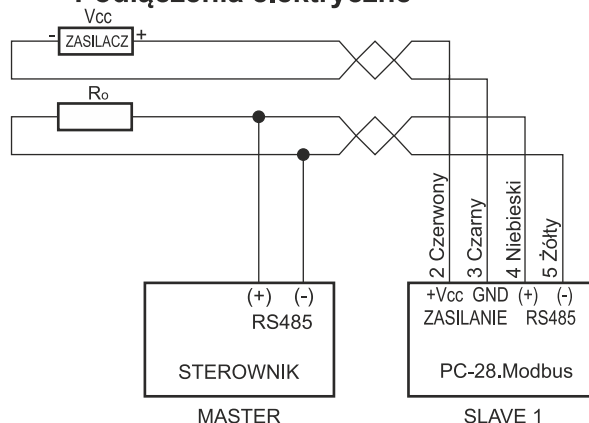 Podłączenia elektryczne
Vcc
- ZASILACZ +
Ro
2 Czerwony
3 Czarny
4 Niebieski
5 Żółty
(+) (-)
RS485
STEROWNIK
MASTER
+Vcc GND (+) (-)
ZASILANIE RS485
PC-28.Modbus
SLAVE 1